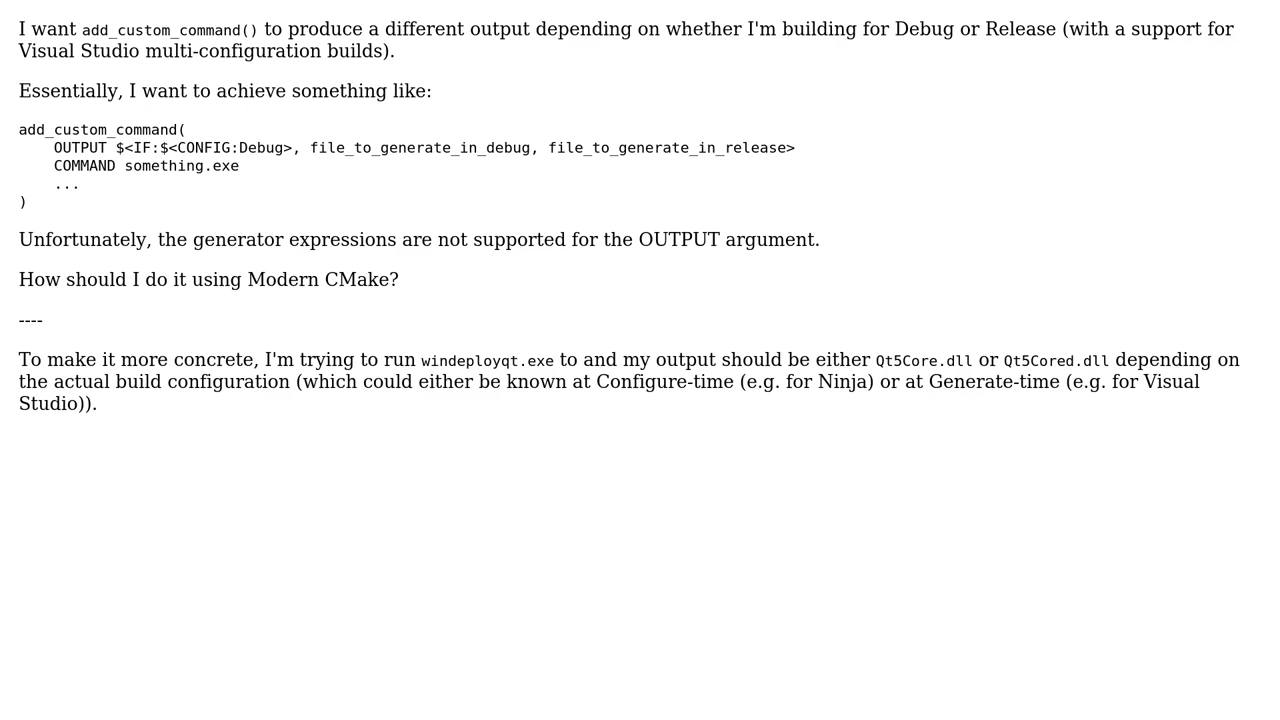 I want add_custom_command() to produce a different output depending on whether I'm building for Debug or Release (with a support for
Visual Studio multi-configuration builds).
Essentially, I want to achieve something like:
add_custom_command(
    OUTPUT $<IF:$<CONFIG:Debug>, file_to_generate_in_debug, file_to_generate_in_release>
    COMMAND something.exe
    ...
)
Unfortunately, the generator expressions are not supported for the OUTPUT argument.
How should I do it using Modern CMake?
----
To make it more concrete, I'm trying to run windeployqt.exe to and my output should be either Qt5Core.dll or Qt5Cored.dll depending on
the actual build configuration (which could either be known at Configure-time (e.g. for Ninja) or at Generate-time (e.g. for Visual
Studio)).